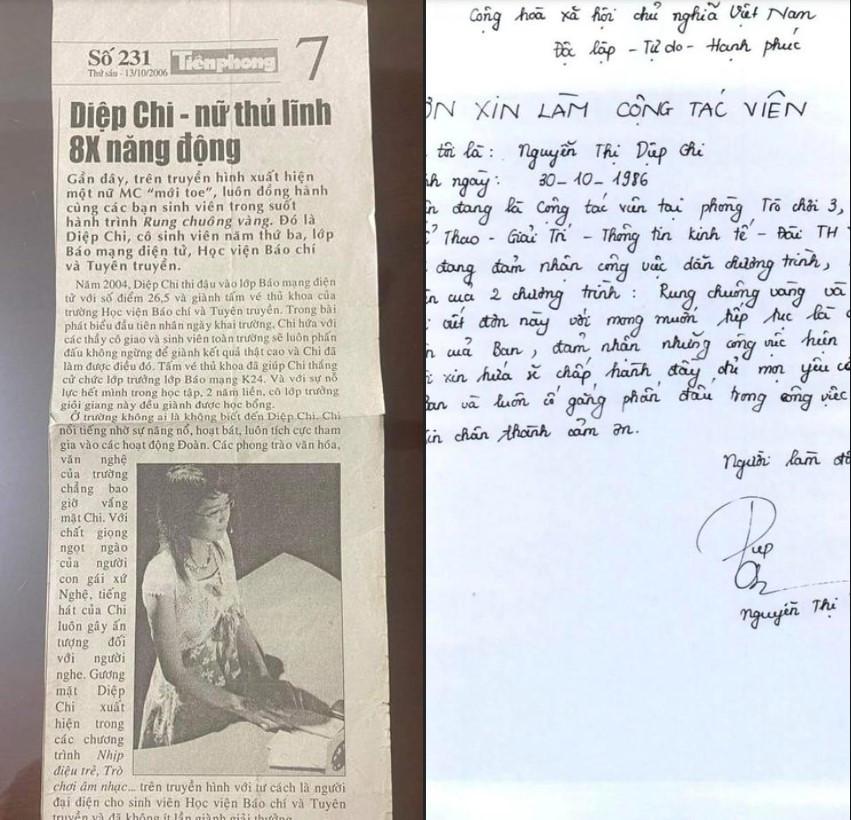 Số 231
Thứ sáu - 13/10/2006
Tiền phong
7
Diệp Chi - nữ thủ lĩnh
8X năng động
Gần đây, trên truyền hình xuất hiện
một nữ MC “mới toe”, luôn đồng hành
cùng các bạn sinh viên trong suốt
hành trình Rung chuông vàng. Đó là
Diệp Chi, cô sinh viên năm thứ ba, lớp
Báo mạng điện tử, Học viện Báo chí
và Tuyên truyền.
Năm 2004, Diệp Chi thi đậu vào lớp Báo mạng điện
tử với số điểm 26,5 và giành tấm vé thủ khoa của
trường Học viện Báo chí và Tuyên truyền. Trong bài
phát biểu đầu tiên nhân ngày khai trường, Chi hứa với
các thầy cô giao và sinh viên toàn trường sẽ luôn phấn
đấu không ngừng để giành kết quả thật cao và Chi đã
làm được điều đó. Tấm vé thủ khoa đã giúp Chi thắng
cử chức lớp trưởng lớp Báo mạng K24. Và với sự nỗ
lực hết mình trong học tập, 2 năm liền, cô lớp trưởng
giỏi giang này đều giành được học bổng.
Ở trường không ai là không biết đến Diệp Chi. Chi
nổi tiếng nhờ sự năng nổ, hoạt bát, luôn tích cực tham
gia vào các hoạt động Đoàn. Các phong trào văn hóa,
văn nghệ
của trường
chẳng bao
giờ vắng
mặt Chi. Với
chất giọng
ngọt ngào
của người
con gái xứ
Nghệ, tiếng
hát của Chi
luôn gây ấn
tượng đối
với người
nghe. Gương
mặt Diệp
Chi xuất
hiện trong
các chương
trình Nhịp
điệu trẻ, Trò
chơi âm nhạc... trên truyền hình với tư cách là người
đại diện cho sinh viên Học viện Báo chí và Tuyên
truyền và đã không ít lần giành giải thưởng.
Cộng hoà xã hội chủ nghĩa Việt Nam
Độc lập - Tự do - Hạnh phúc
ƠN XIN LÀM CỘNG TÁC VIÊN
tôi là : Nguyễn Thị Diệp Chi
h ngày : 30-10-1986
n đang là Cộng tác viên tại phòng Trò chơi 3,
ể Thao - Giải Trí - Thông tin kinh tế - Đài TH
đang đảm nhận công việc dẫn chương trình,
n của 2 chương trình : Rung chuông vàng và
viết đơn này với mong muốn tiếp tục là
n của Ban, đảm nhận những công việc hiện
i xin hứa sẽ chấp hành đầy đủ mọi yêu cầ
Ban và luôn cố gắng phấn đấu trong công việc
xin chân thành cảm ơn.
Người làm đơ
Diệp
Ch
Nguyễn Thị